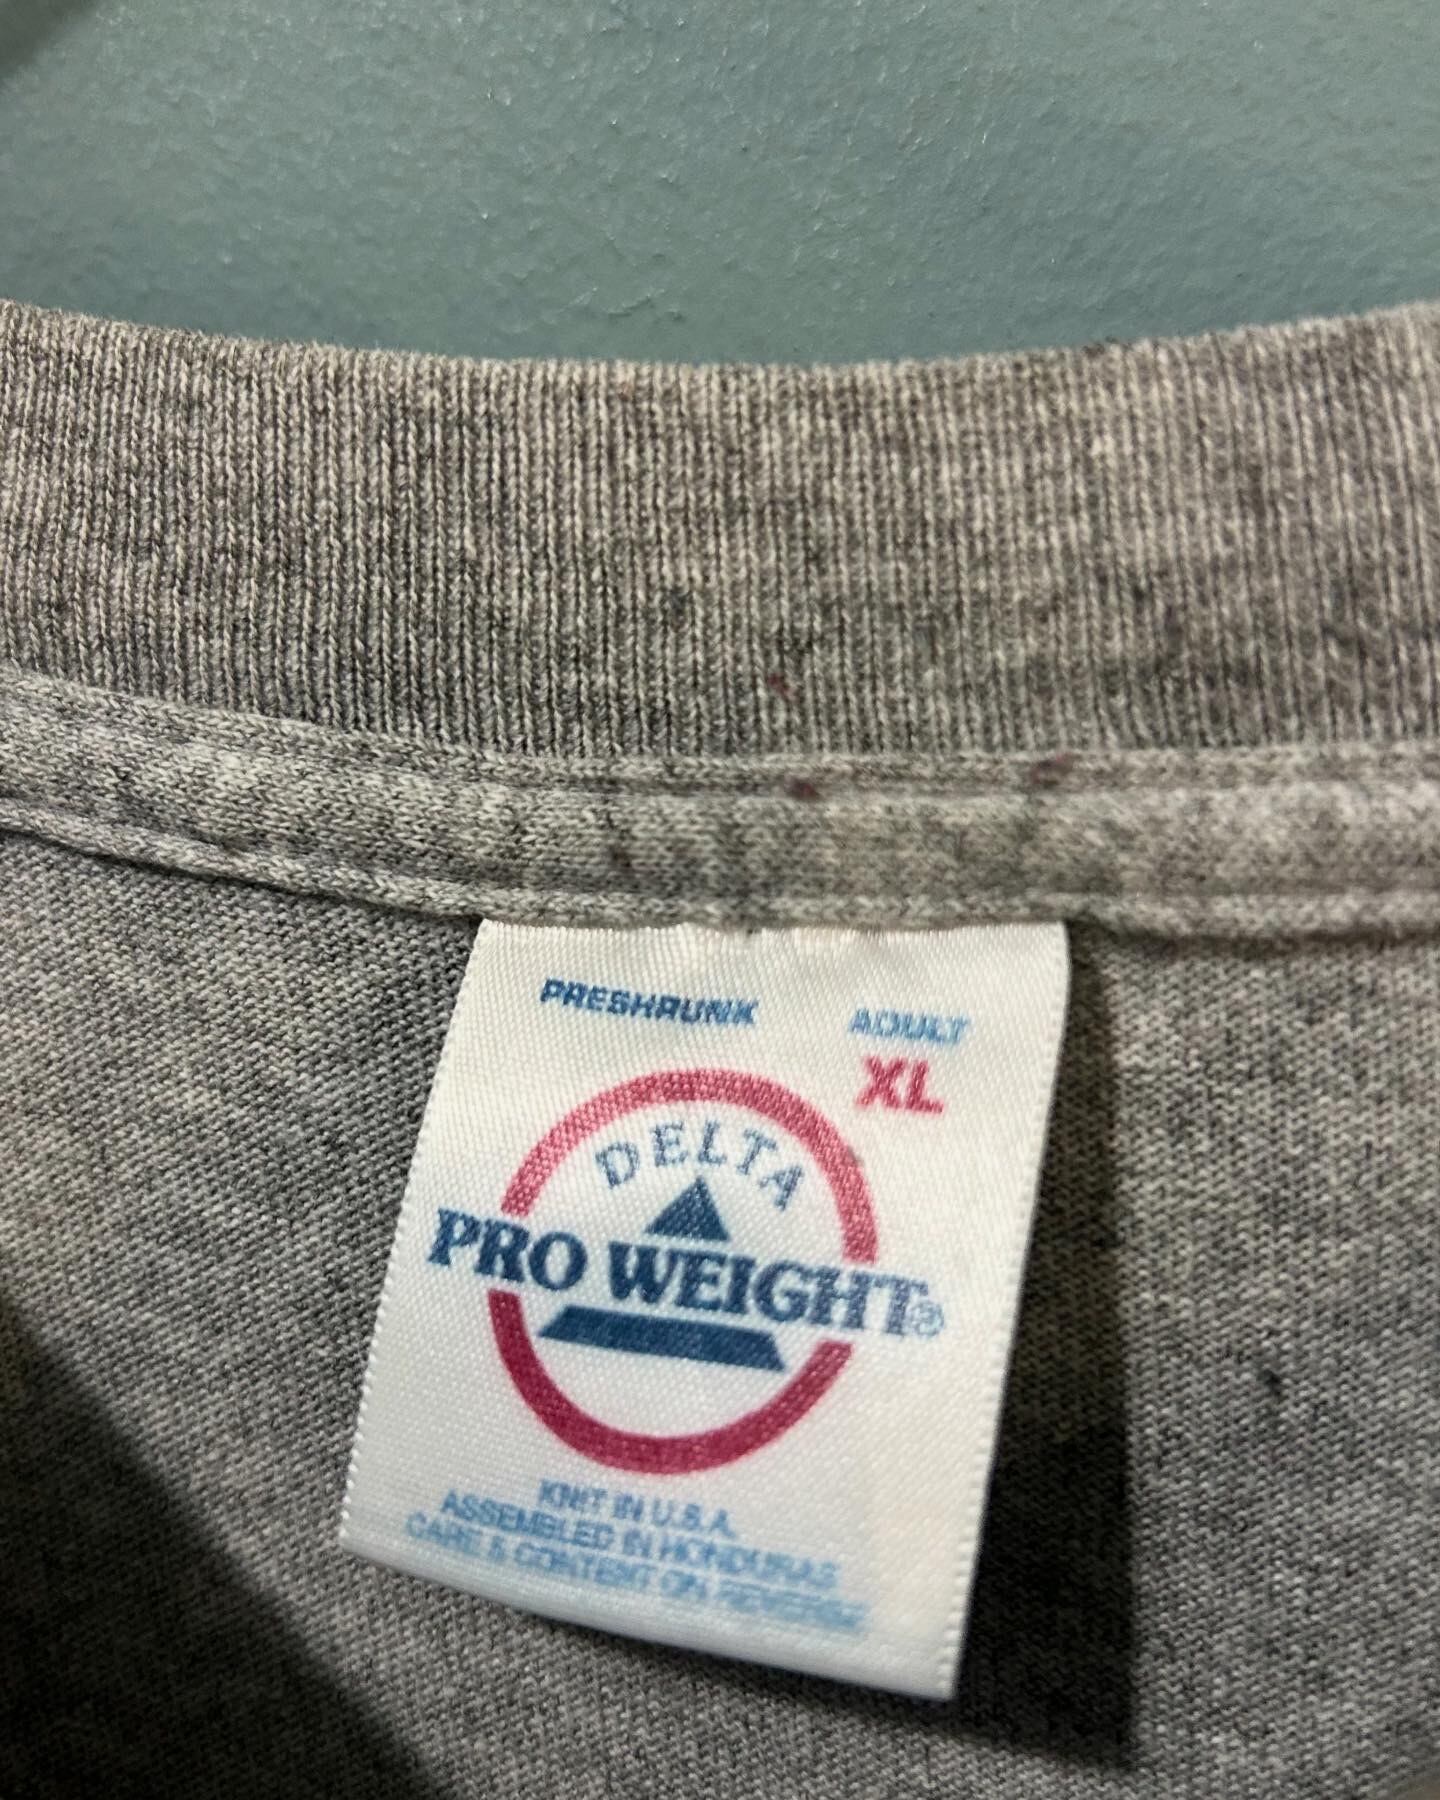 PRESHRUNK
ADULT
XL
DELTA
PRO WEIGHT®
KNIT IN U.S.A.
ASSEMBLED IN HONDURAS
CARE & CONTENT ON REVERSE